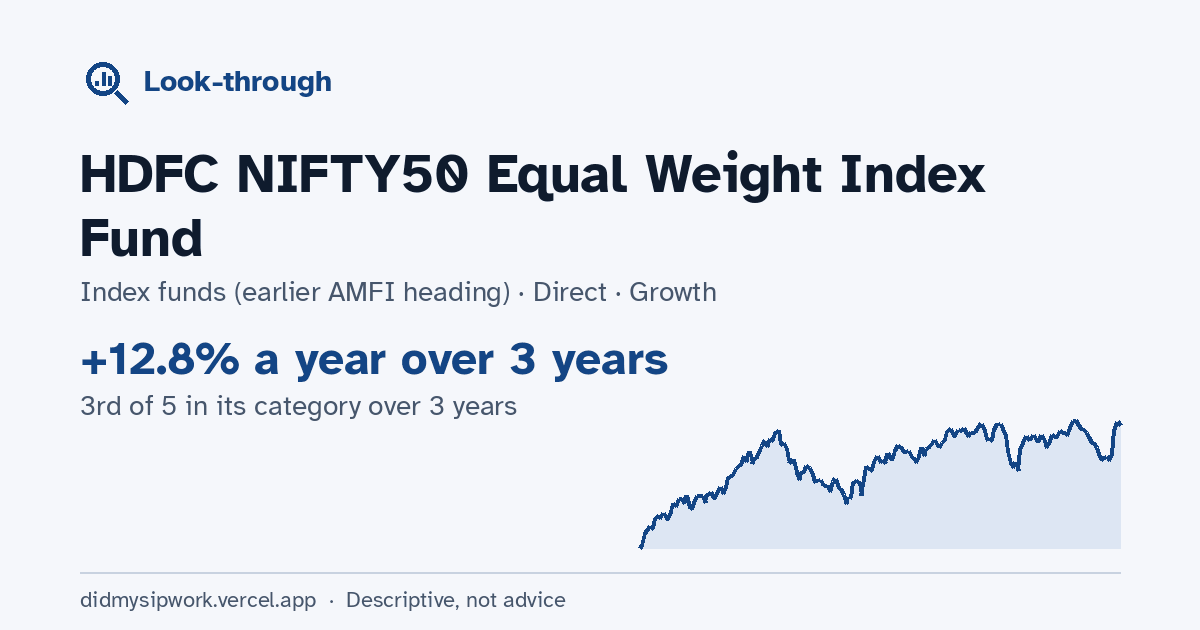 Look-through
HDFC NIFTY50 Equal Weight Index
Fund
Index funds (earlier AMFI heading) · Direct · Growth
+12.8% a year over 3 years
3rd of 5 in its category over 3 years
didmysipwork.vercel.app · Descriptive, not advice